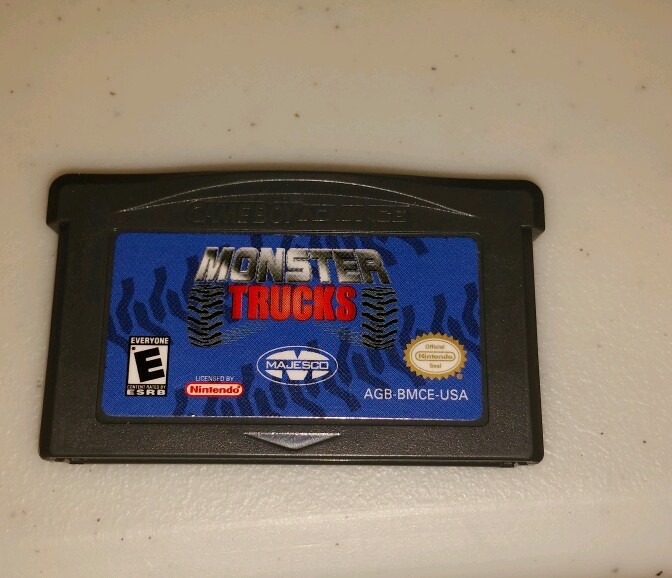 GAME BOY ADVANCE
MONSTER
TRUCKS
EVERYONE
E
CONTENT RATED BY
ESRB
LICENSED BY
Nintendo
MAJESCO
Official
Nintendo
Seal
AGB-BMCE-USA